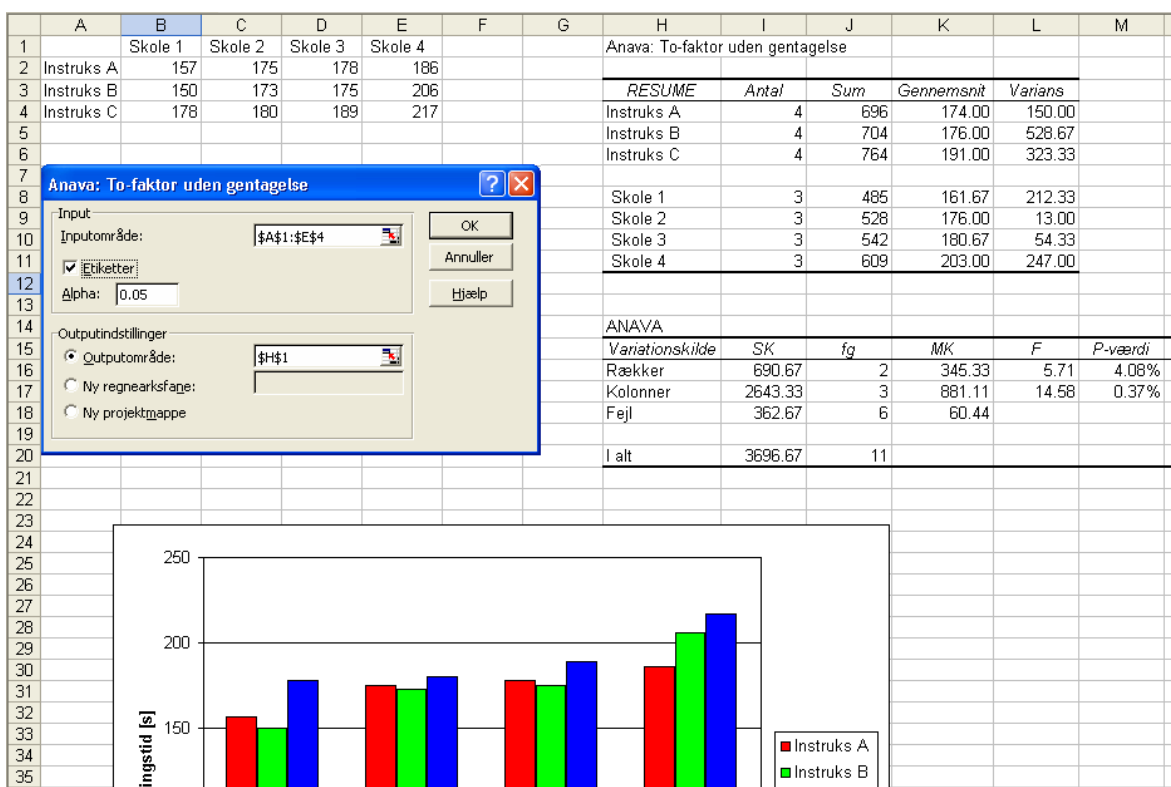 A B C D E F G H I J K L M
1 Skole 1 Skole 2 Skole 3 Skole 4 Anava: To-faktor uden gentagelse
2 Instruks A 157 175 178 186
3 Instruks B 150 173 175 206 RESUME Antal Sum Gennemsnit Varians
4 Instruks C 178 180 189 217 Instruks A 4 696 174.00 150.00
5 Instruks B 4 704 176.00 528.67
6 Instruks C 4 764 191.00 323.33
7
8 Skole 1 3 485 161.67 212.33
9 Skole 2 3 528 176.00 13.00
10 Skole 3 3 542 180.67 54.33
11 Skole 4 3 609 203.00 247.00
12
13
14 ANAVA
15 Variationskilde SK fg MK F P-værdi
16 Rækker 690.67 2 345.33 5.71 4.08%
17 Kolonner 2643.33 3 881.11 14.58 0.37%
18 Fejl 362.67 6 60.44
19
20 I alt 3696.67 11
21
22
23
24
25
26
27
28
29
30
31
32
33
34
35
Anava: To-faktor uden gentagelse
Input
Inputområde: $A$1:$E$4
Etiketter
Alpha: 0.05
OK
Annuller
Hjælp
Outputindstillinger
Outputområde: $H$1
Ny regnearksfane:
Ny projektmappe
250
200
150
ingstid [s]
Instruks A
Instruks B